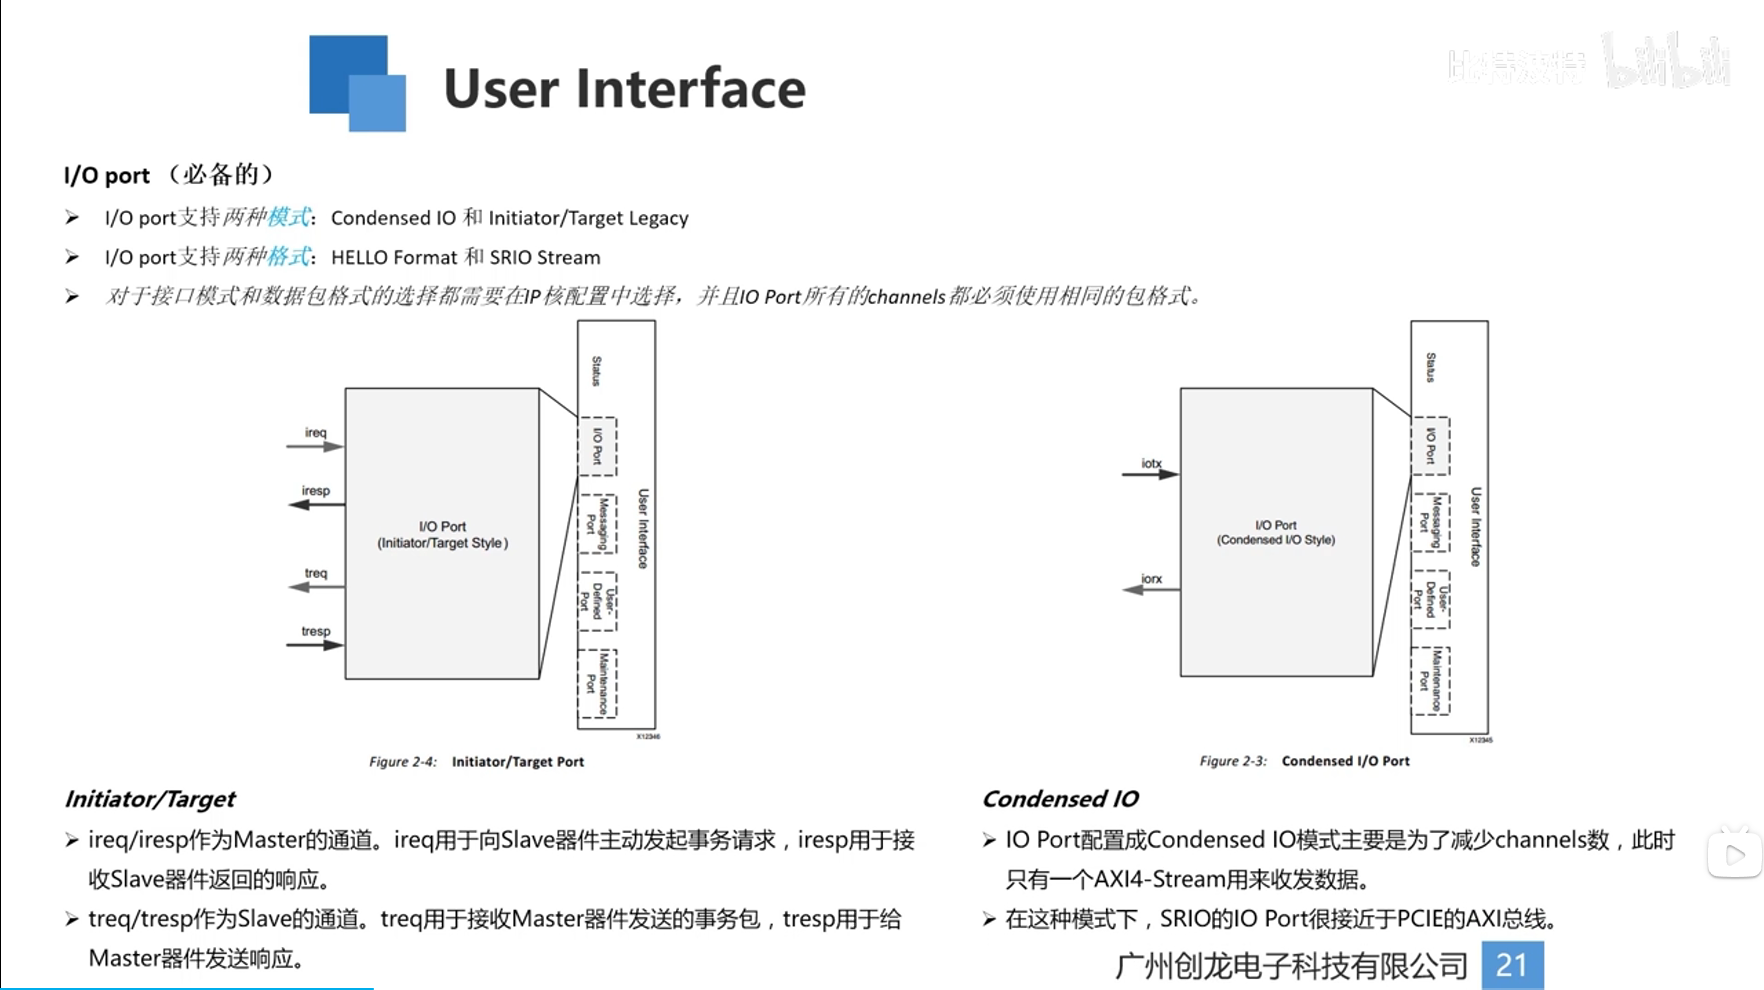 比特波特 bilibili
User Interface
I/O port （必备的）
➢ I/O port支持两种模式：Condensed IO 和 Initiator/Target Legacy
➢ I/O port支持两种格式：HELLO Format 和 SRIO Stream
➢ 对于接口模式和数据包格式的选择都需要在IP核配置中选择，并且IO Port所有的channels都必须使用相同的包格式。
ireq
iresp
treq
tresp
I/O Port
(Initiator/Target Style)
Status
I/O Port
Messaging
Port
User-
Defined
Port
Maintenance
Port
User Interface
X12346
Figure 2-4: Initiator/Target Port
iotx
iorx
I/O Port
(Condensed I/O Style)
Status
I/O Port
Messaging
Port
User-
Defined
Port
Maintenance
Port
User Interface
X12345
Figure 2-3: Condensed I/O Port
Initiator/Target
➢ ireq/iresp作为Master的通道。ireq用于向Slave器件主动发起事务请求，iresp用于接
收Slave器件返回的响应。
➢ treq/tresp作为Slave的通道。treq用于接收Master器件发送的事务包，tresp用于给
Master器件发送响应。
Condensed IO
➢ IO Port配置成Condensed IO模式主要是为了减少channels数，此时
只有一个AXI4-Stream用来收发数据。
➢ 在这种模式下，SRIO的IO Port很接近于PCIE的AXI总线。
广州创龙电子科技有限公司 21